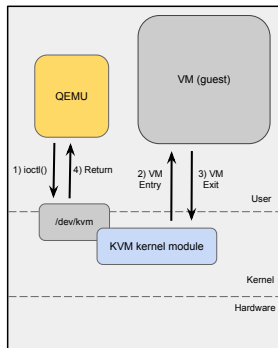 QEMU
VM (guest)
1) ioctl()
4) Return
2) VM
Entry
3) VM
Exit
User
/dev/kvm
KVM kernel module
Kernel
Hardware